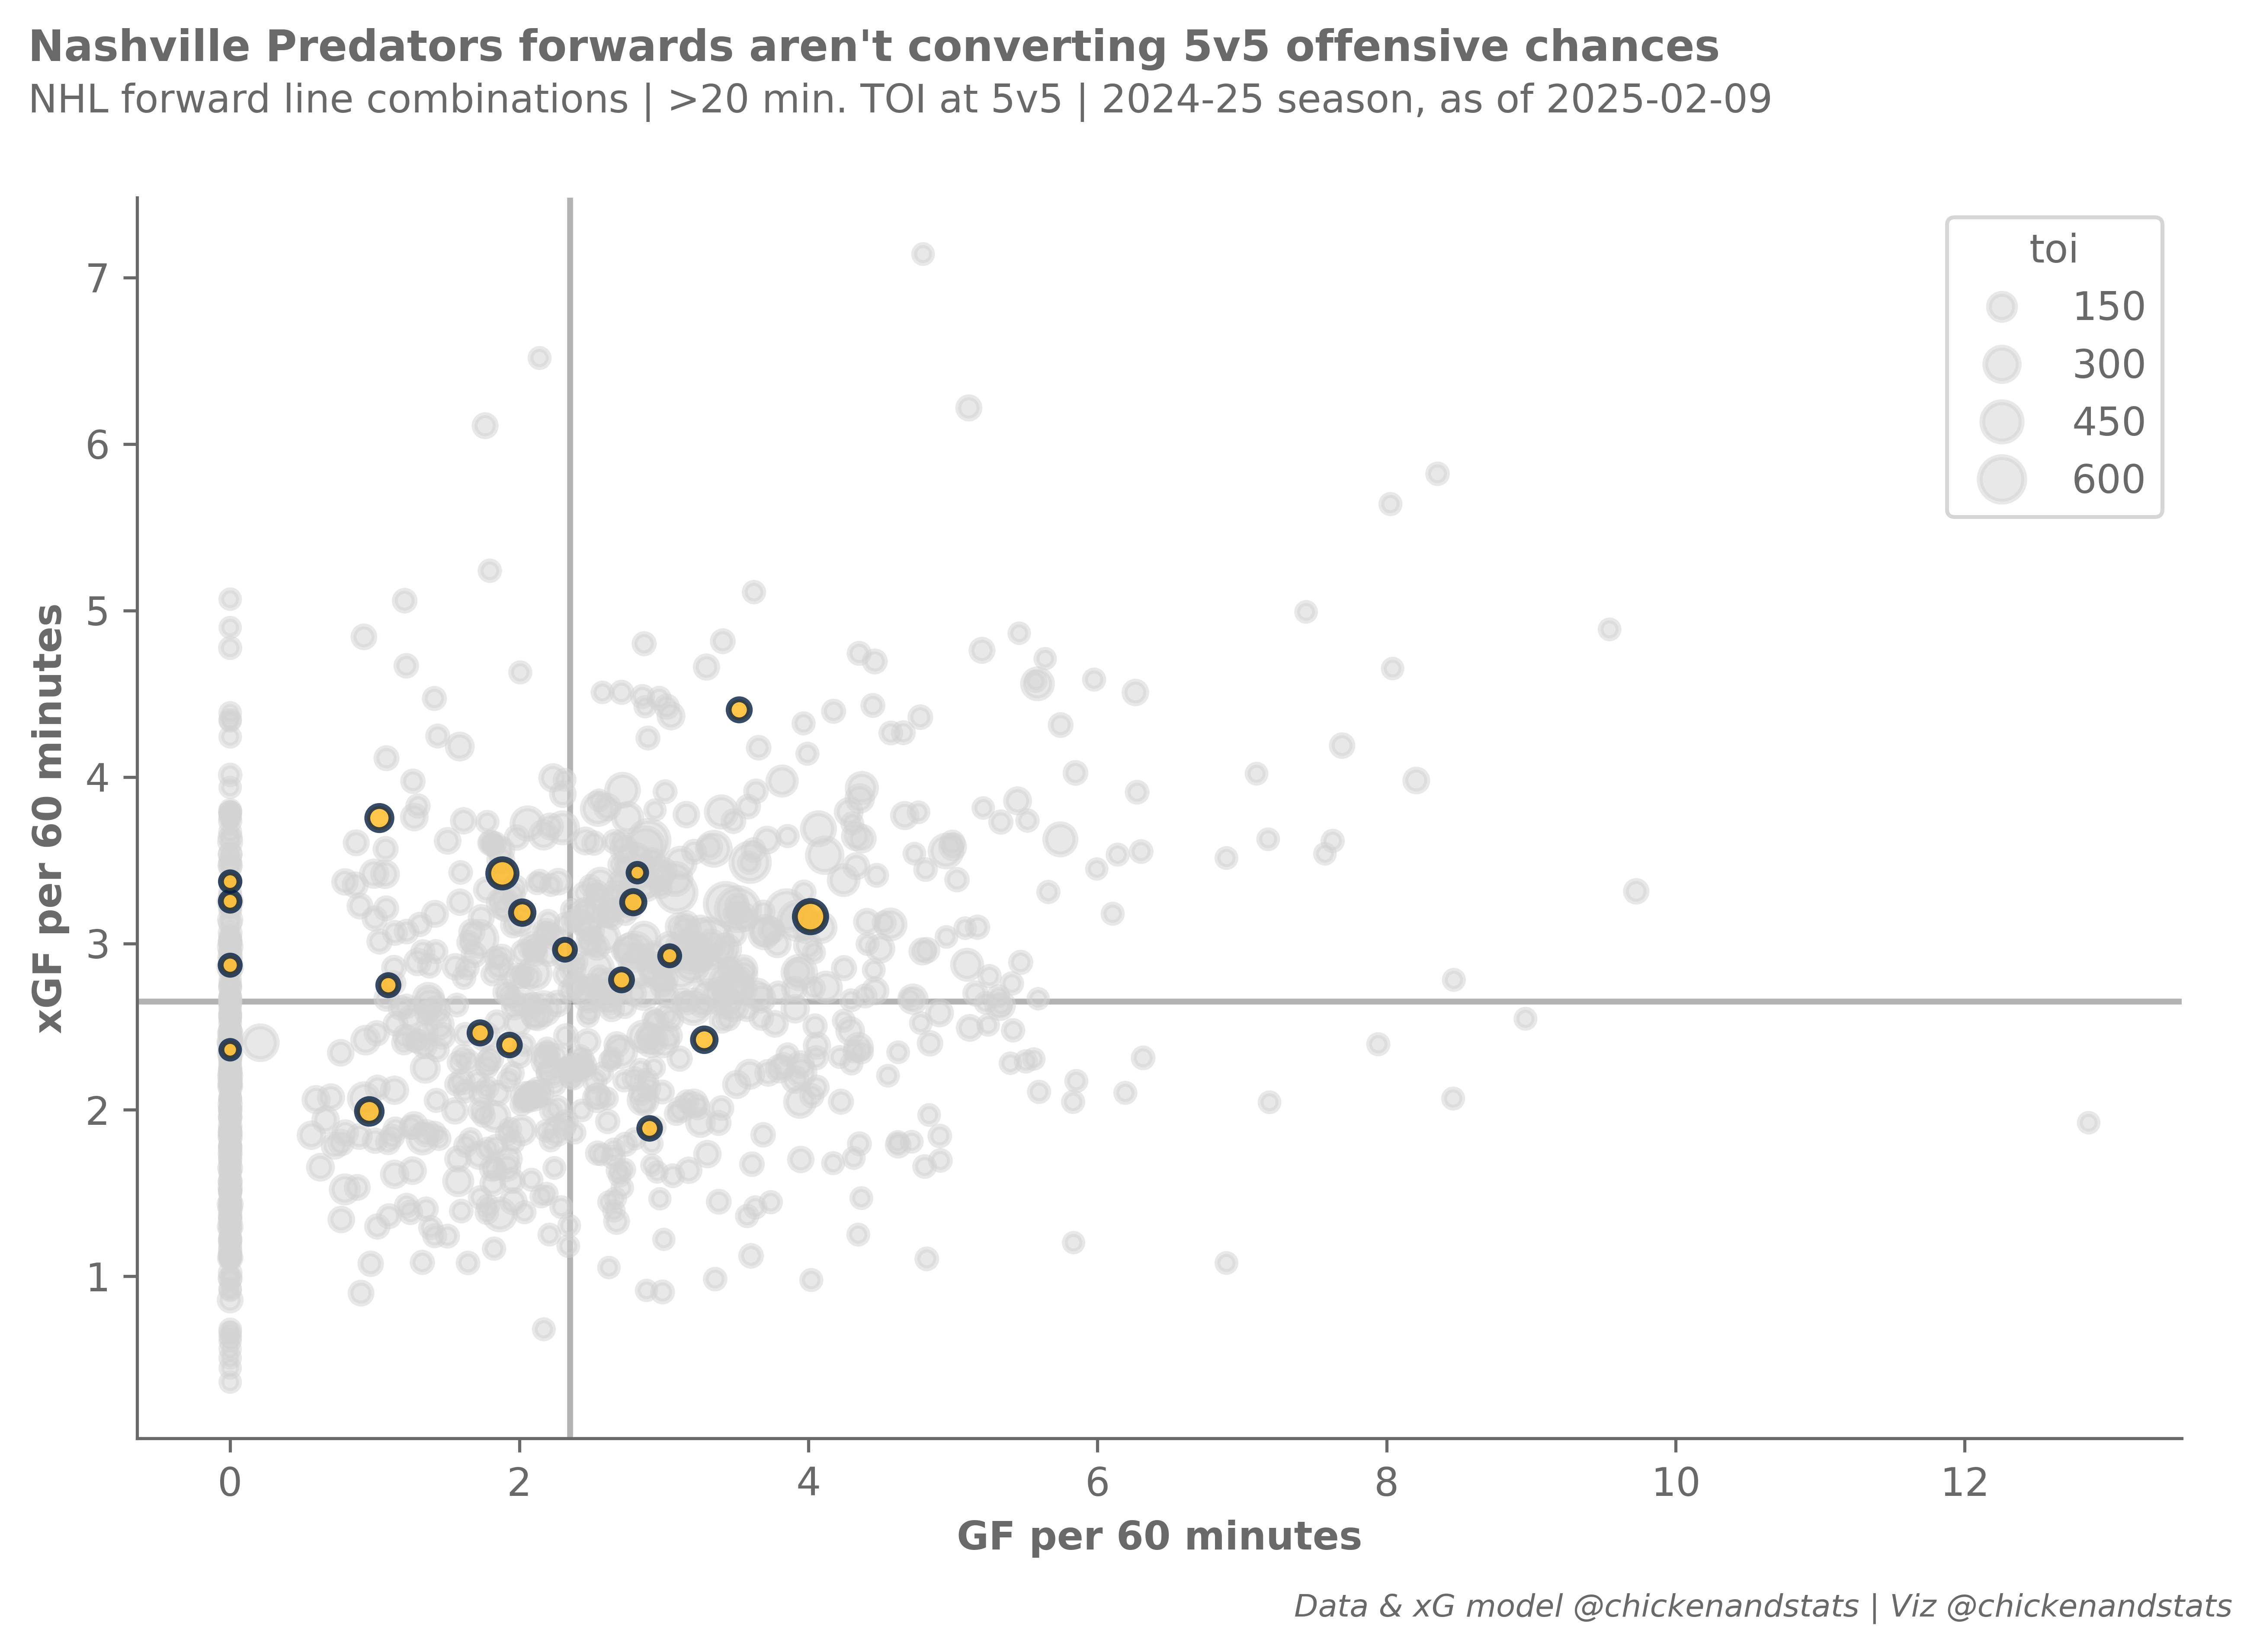 Nashville Predators forwards aren't converting 5v5 offensive chances
NHL forward line combinations | >20 min. TOI at 5v5 | 2024-25 season, as of 2025-02-09
toi
150
300
450
600
7
6
5
4
3
2
1
xGF per 60 minutes
0 2 4 6 8 10 12
GF per 60 minutes
Data & xG model @chickenandstats | Viz @chickenandstats